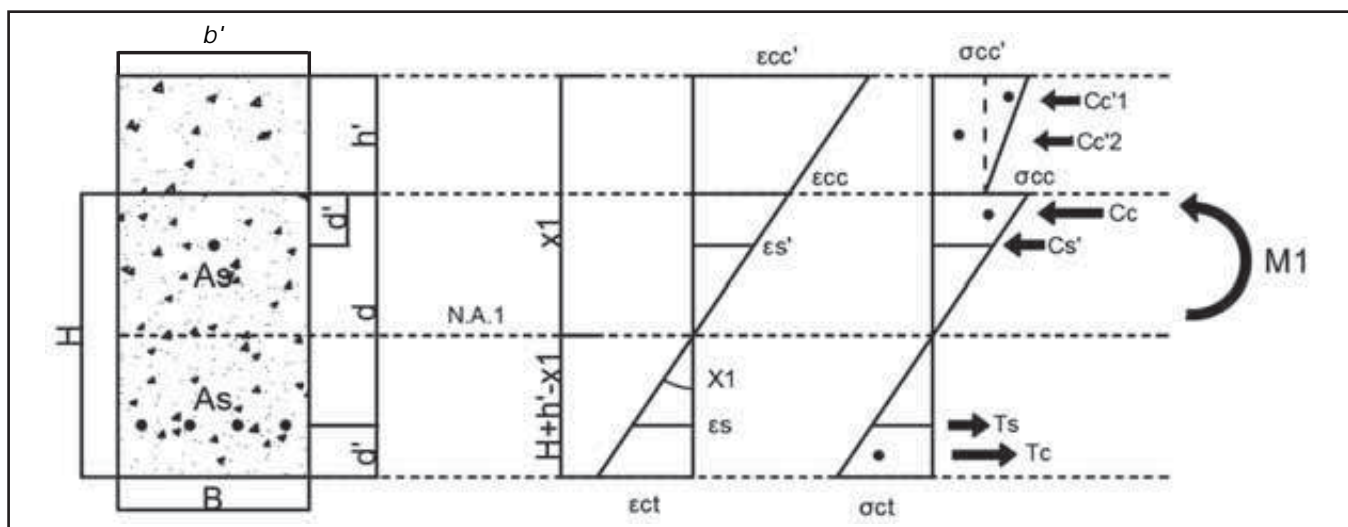 b'
εcc'
σcc'
Cc'1
h'
Cc'2
εcc
σcc
d'
Cc
x1
εs'
Cs'
As
M1
H
d
N.A.1
X1
H+h'-X1
As
εs
Ts
d'
Tc
B
εct
σct